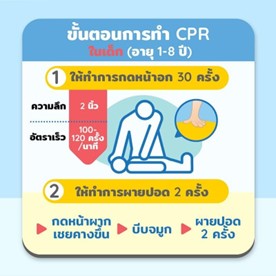 ขั้นตอนการทำ CPR
ในเด็ก (อายุ 1-8 ปี)
1 ให้ทำการกดหน้าอก 30 ครั้ง
ความลึก 2 นิ้ว
อัตราเร็ว 100-
120 ครั้ง
/นาที
2 ให้ทำการผายปอด 2 ครั้ง
กดหน้าผาก
เชยคางขึ้น
บีบจมูก
ผายปอด
2 ครั้ง